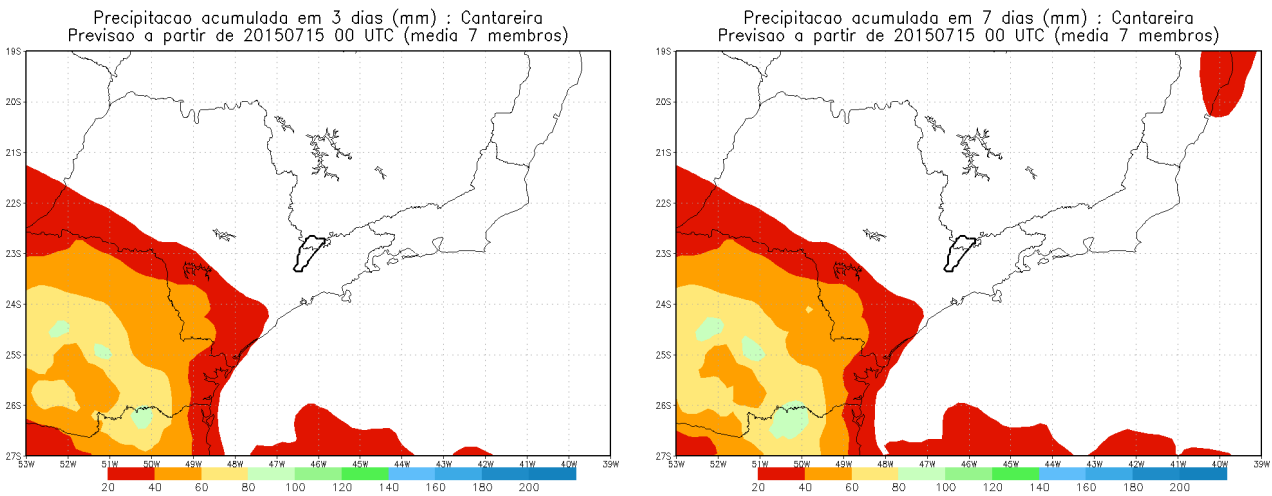 Precipitacao acumulada em 3 dias (mm) : Cantareira
Previsao a partir de 20150715 00 UTC (media 7 membros)
19S
20S
21S
22S
23S
24S
25S
26S
27S
53W 52W 51W 50W 49W 48W 47W 46W 45W 44W 43W 42W 41W 40W 39W
20 40 60 80 100 120 140 160 180 200
Precipitacao acumulada em 7 dias (mm) : Cantareira
Previsao a partir de 20150715 00 UTC (media 7 membros)
19S
20S
21S
22S
23S
24S
25S
26S
27S
53W 52W 51W 50W 49W 48W 47W 46W 45W 44W 43W 42W 41W 40W 39W
20 40 60 80 100 120 140 160 180 200